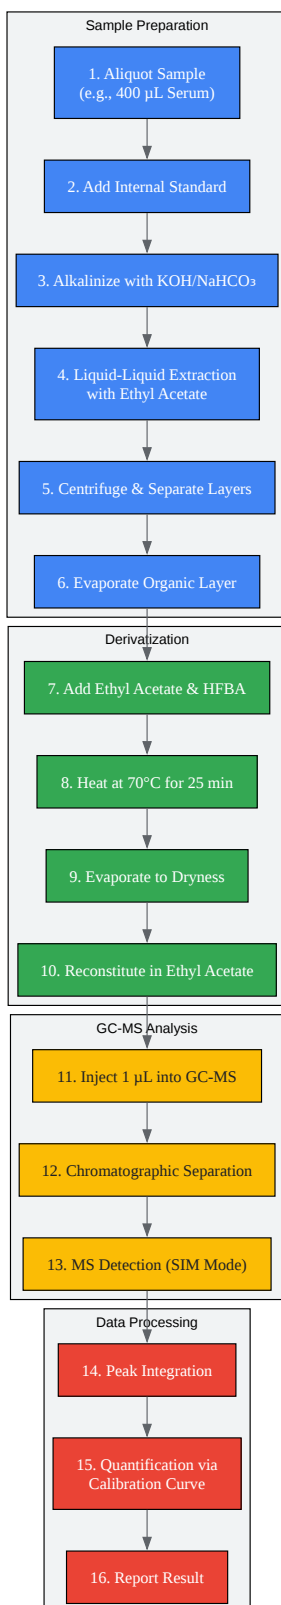 Sample Preparation
1. Aliquot Sample
(e.g., 400 µL Serum)
2. Add Internal Standard
3. Alkalinize with KOH/NaHCO₃
4. Liquid-Liquid Extraction
with Ethyl Acetate
5. Centrifuge & Separate Layers
6. Evaporate Organic Layer
Derivatization
7. Add Ethyl Acetate & HFBA
8. Heat at 70°C for 25 min
9. Evaporate to Dryness
10. Reconstitute in Ethyl Acetate
GC-MS Analysis
11. Inject 1 µL into GC-MS
12. Chromatographic Separation
13. MS Detection (SIM Mode)
Data Processing
14. Peak Integration
15. Quantification via
Calibration Curve
16. Report Result